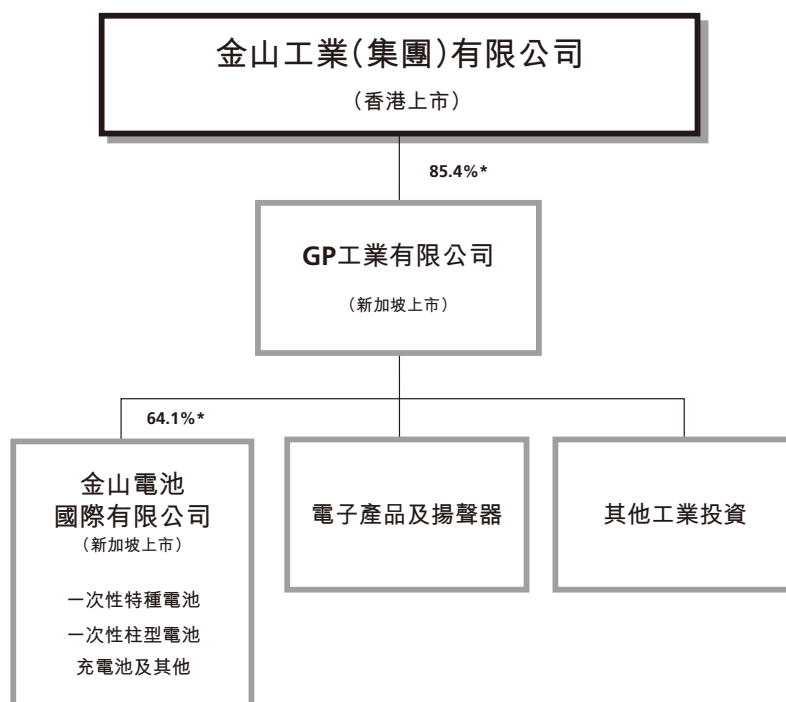 金山工業（集團）有限公司
（香港上市）
85.4%*
GP工業有限公司
（新加坡上市）
64.1%*
金山電池
國際有限公司
（新加坡上市）
一次性特種電池
一次性柱型電池
充電池及其他
電子產品及揚聲器
其他工業投資